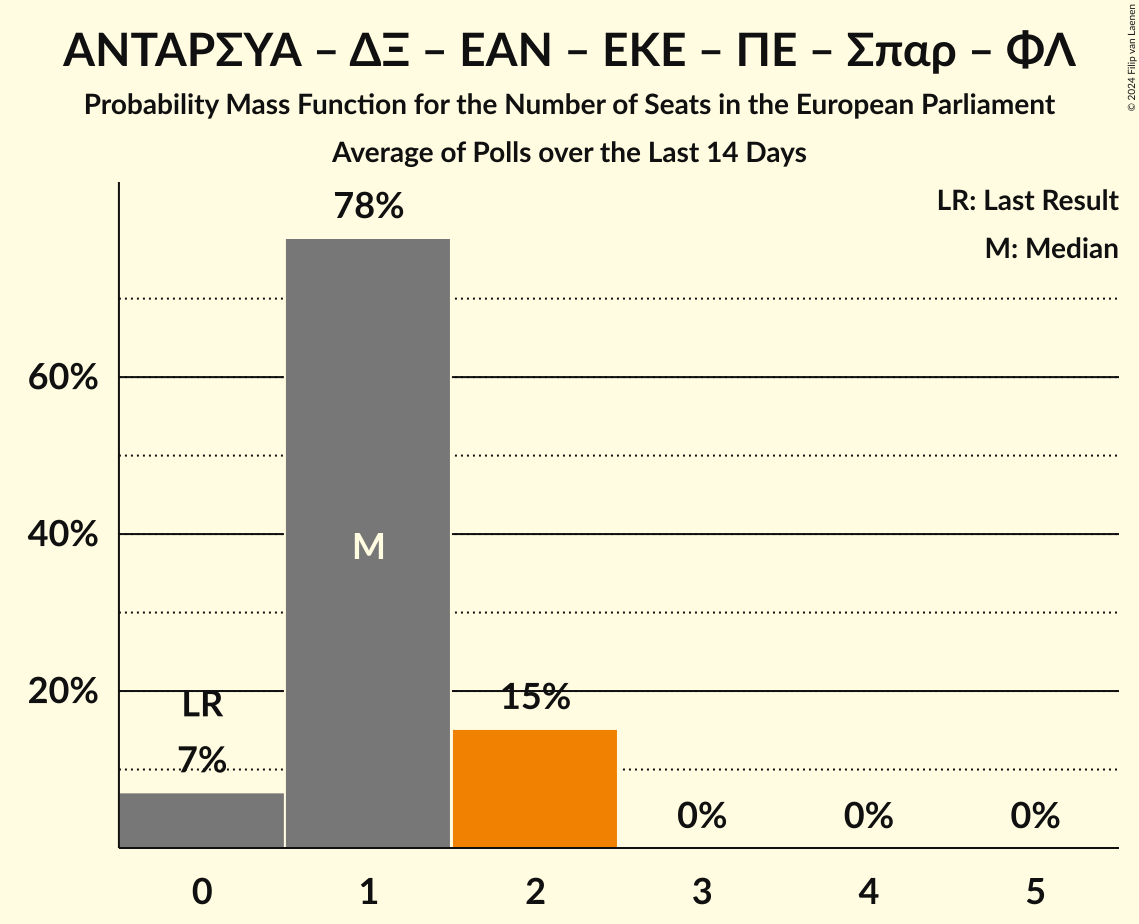 ΑΝΤΑΡΣΥΑ – ΔΞ – ΕΑΝ – ΕΚΕ – ΠΕ – Σπαρ – ΦΛ
Probability Mass Function for the Number of Seats in the European Parliament
Average of Polls over the Last 14 Days
© 2024 Filip van Laenen
LR: Last Result
M: Median
78%
60%
40%
M
20%
LR
15%
7%
0%
0%
0%
0
1
2
3
4
5